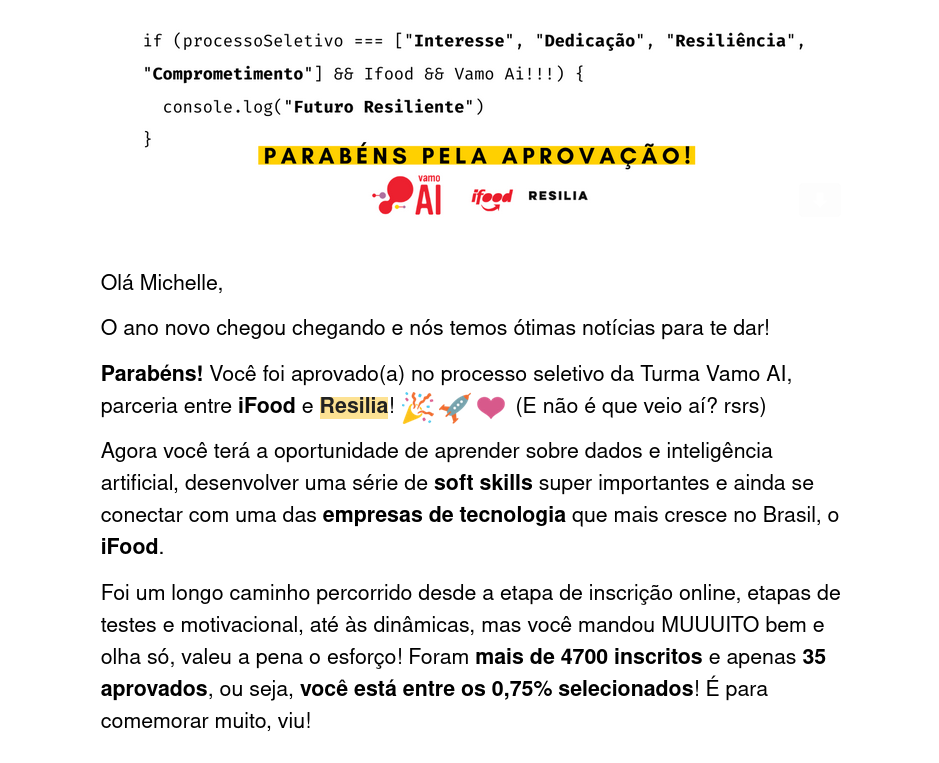 if (processoSeletivo === ["Interesse", "Dedicação", "Resiliência",
"Comprometimento"] && Ifood && Vamo Ai!!!) {
console.log("Futuro Resiliente")
}
PARABÉNS PELA APROVAÇÃO!
vamo
AI ifood RESILIA
Olá Michelle,
O ano novo chegou chegando e nós temos ótimas notícias para te dar!
Parabéns! Você foi aprovado(a) no processo seletivo da Turma Vamo AI,
parceria entre iFood e Resilia! 🎉🚀❤ (E não é que veio aí? rsrs)
Agora você terá a oportunidade de aprender sobre dados e inteligência
artificial, desenvolver uma série de soft skills super importantes e ainda se
conectar com uma das empresas de tecnologia que mais cresce no Brasil, o
iFood.
Foi um longo caminho percorrido desde a etapa de inscrição online, etapas de
testes e motivacional, até às dinâmicas, mas você mandou MUUUITO bem e
olha só, valeu a pena o esforço! Foram mais de 4700 inscritos e apenas 35
aprovados, ou seja, você está entre os 0,75% selecionados! É para
comemorar muito, viu!